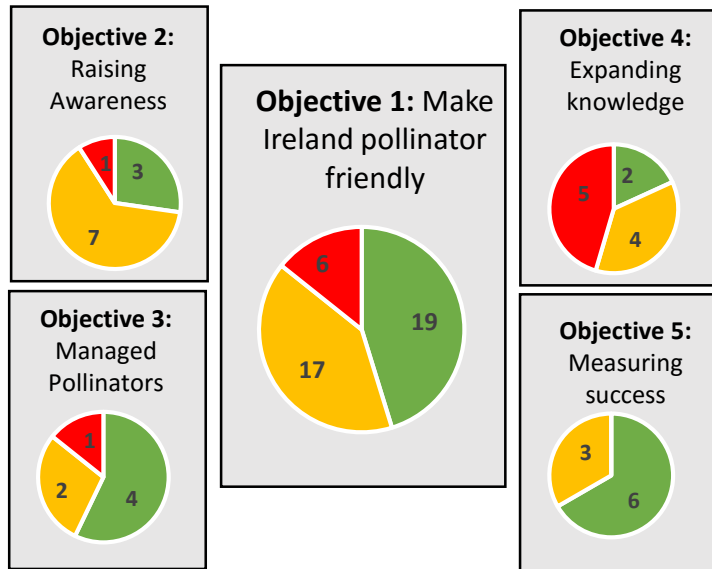 Objective 2:
Raising
Awareness
1
3
7
Objective 3:
Managed
Pollinators
1
2
4
Objective 1: Make
Ireland pollinator
friendly
6
19
17
Objective 4:
Expanding
knowledge
5
2
4
Objective 5:
Measuring
success
3
6